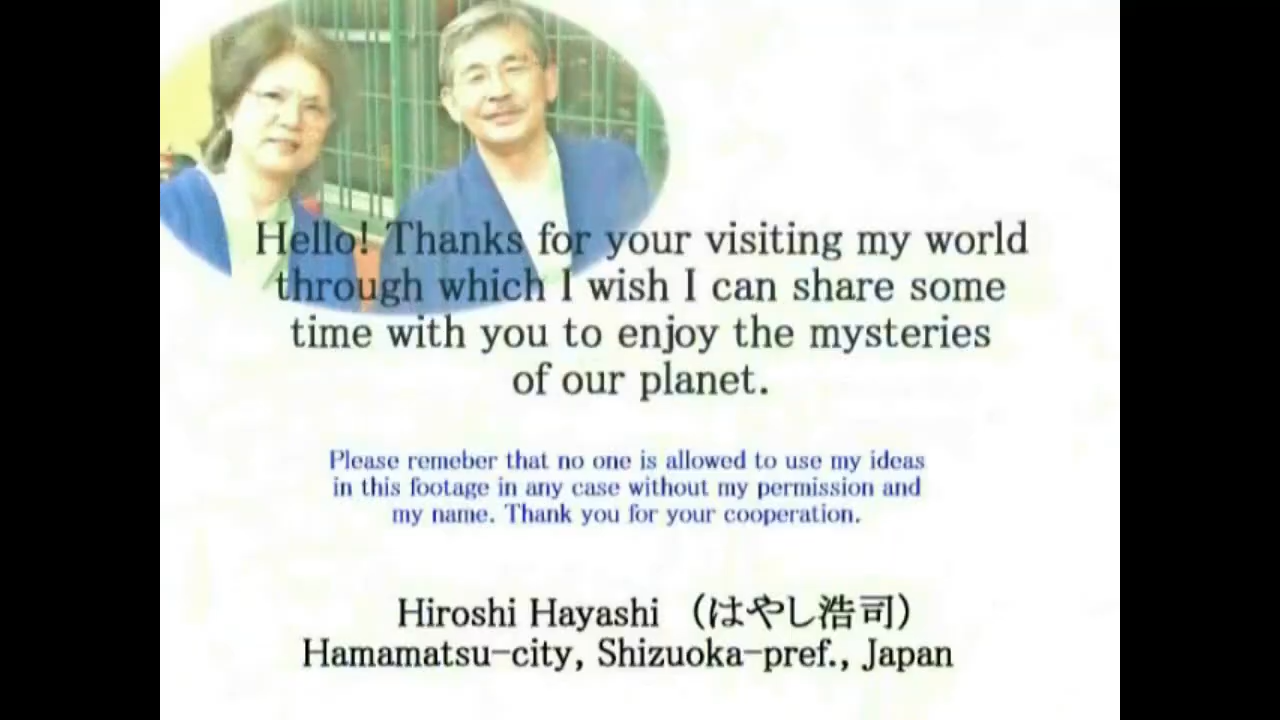 Hello! Thanks for your visiting my world
through which I wish I can share some
time with you to enjoy the mysteries
of our planet.
Please remeber that no one is allowed to use my ideas
in this footage in any case without my permission and
my name. Thank you for your cooperation.
Hiroshi Hayashi （はやし浩司）
Hamamatsu-city, Shizuoka-pref., Japan